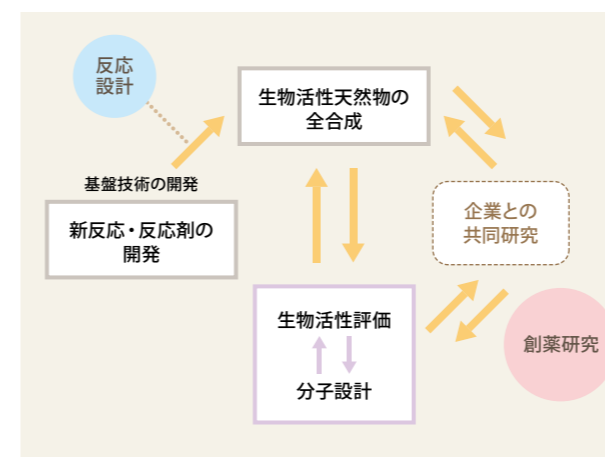 反応
設計
生物活性天然物の
全合成
基盤技術の開発
新反応・反応剤の
開発
企業との
共同研究
生物活性評価
分子設計
創薬研究